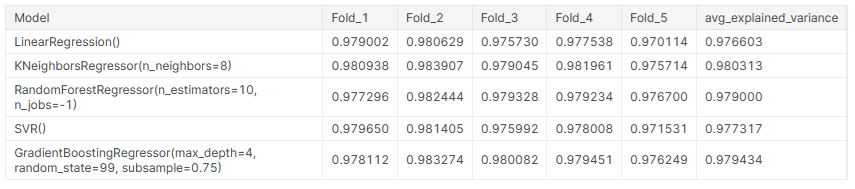 Model Fold_1 Fold_2 Fold_3 Fold_4 Fold_5 avg_explained_variance
LinearRegression() 0.979002 0.980629 0.975730 0.977538 0.970114 0.976603
KNeighborsRegressor(n_neighbors=8) 0.980938 0.983907 0.979045 0.981961 0.975714 0.980313
RandomForestRegressor(n_estimators=10,
n_jobs=-1) 0.977296 0.982444 0.979328 0.979234 0.976700 0.979000
SVR() 0.979650 0.981405 0.975992 0.978008 0.971531 0.977317
GradientBoostingRegressor(max_depth=4,
random_state=99, subsample=0.75) 0.978112 0.983274 0.980082 0.979451 0.976249 0.979434